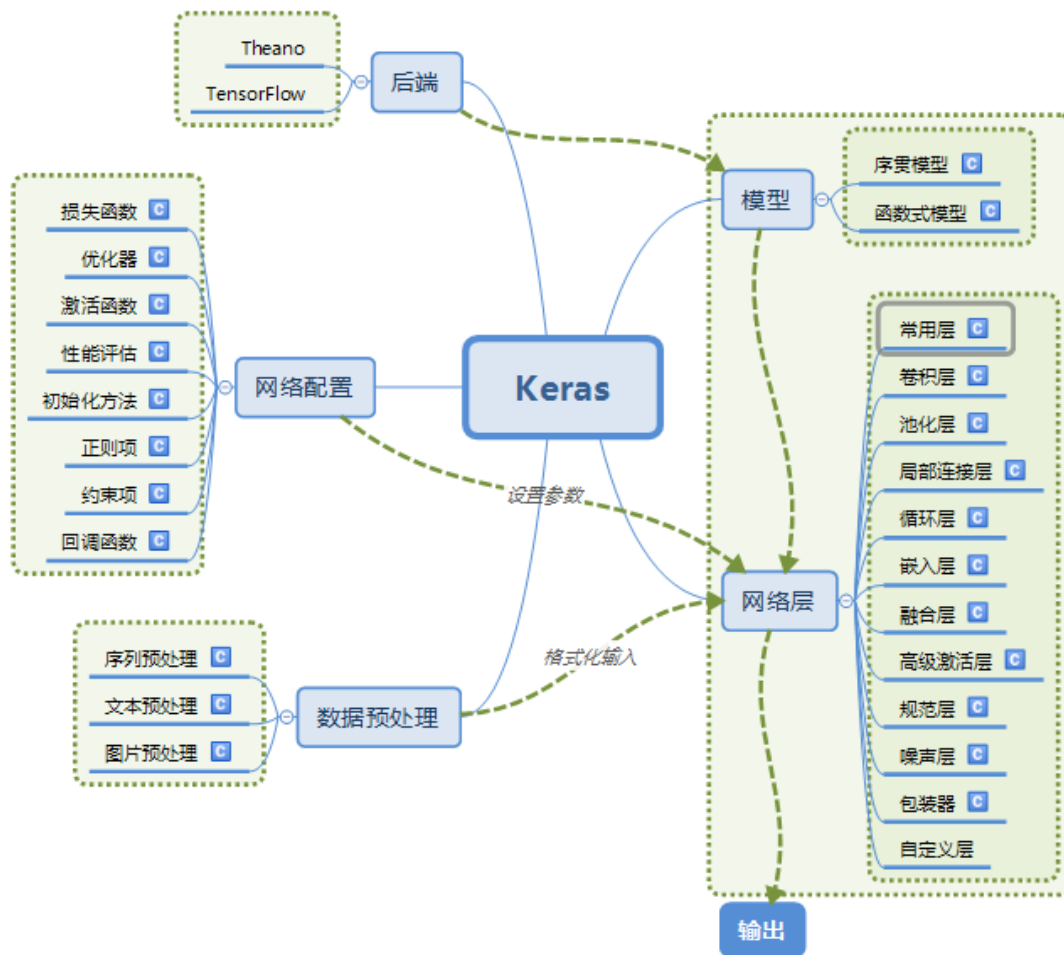 Theano
TensorFlow
后端
损失函数 C
优化器 C
激活函数 C
性能评估 C
初始化方法 C
正则项 C
约束项 C
回调函数 C
网络配置
序列预处理 C
文本预处理 C
图片预处理 C
数据预处理
Keras
设置参数
格式化输入
模型
序贯模型 C
函数式模型 C
网络层
常用层 C
卷积层 C
池化层 C
局部连接层 C
循环层 C
嵌入层 C
融合层 C
高级激活层 C
规范层 C
噪声层 C
包装器 C
自定义层
输出